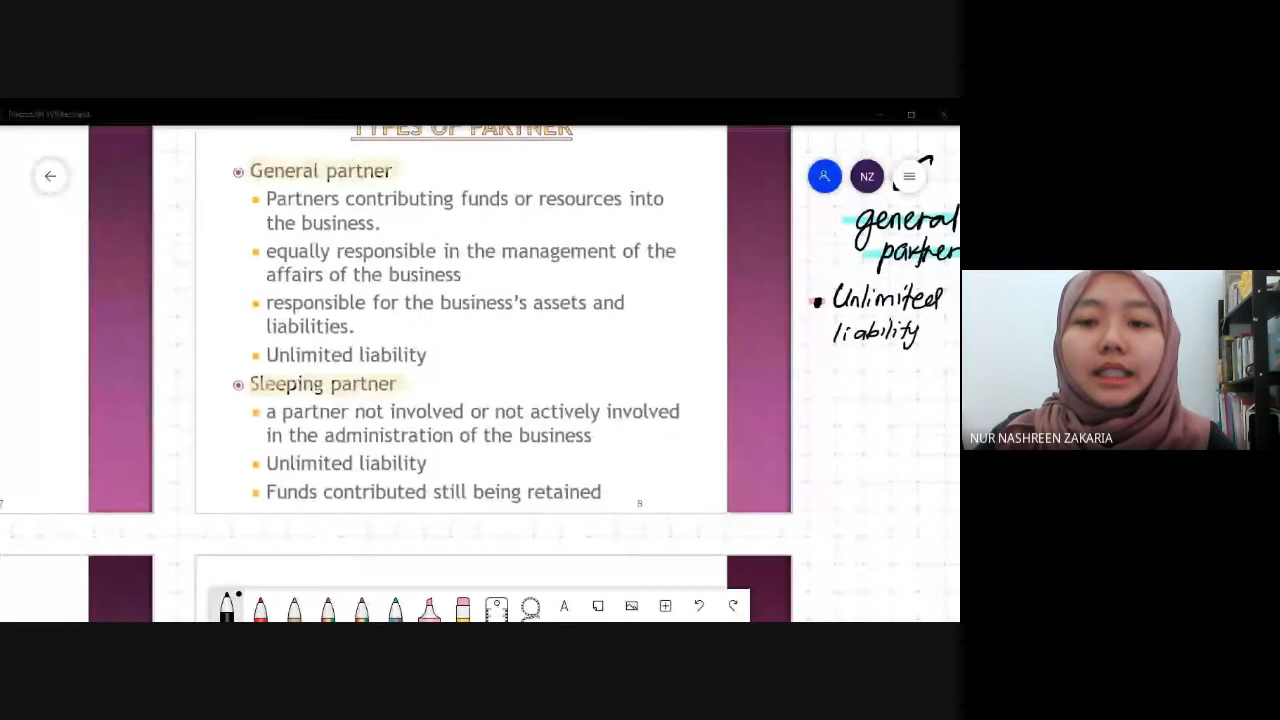 TYPES OF PARTNER
General partner
Partners contributing funds or resources into
the business.
equally responsible in the management of the
affairs of the business
responsible for the business's assets and
liabilities.
Unlimited liability
Sleeping partner
a partner not involved or not actively involved
in the administration of the business
Unlimited liability
Funds contributed still being retained
8
7
NZ
general
partner
Unlimited
liability
A
NUR NASHREEN ZAKARIA